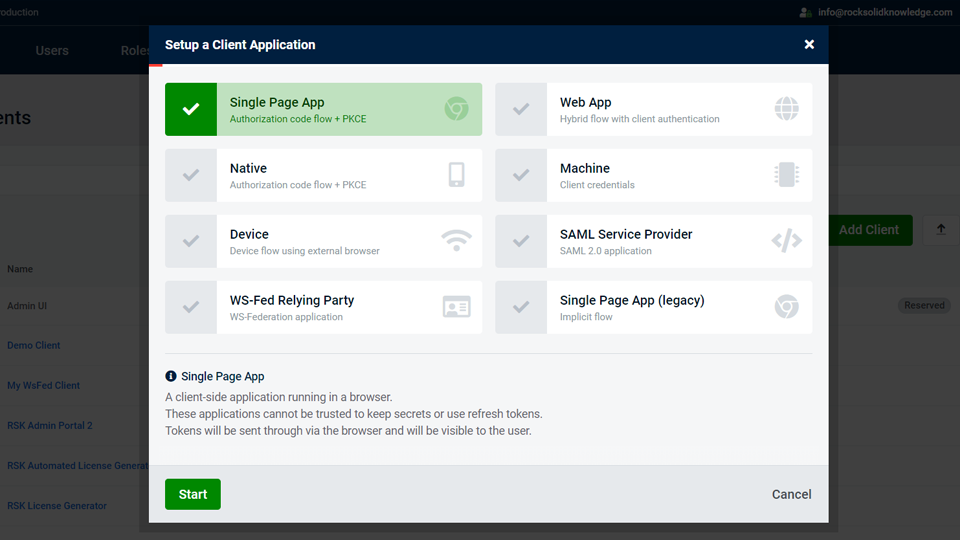 roduction
info@rocksolidknowledge.com
Users
Roles
Setup a Client Application
ents
Single Page App
Authorization code flow + PKCE
Web App
Hybrid flow with client authentication
Native
Authorization code flow + PKCE
Machine
Client credentials
Device
Device flow using external browser
SAML Service Provider
SAML 2.0 application
Add Client
Name
WS-Fed Relying Party
WS-Federation application
Single Page App (legacy)
Implicit flow
Admin UI
Reserved
Demo Client
Single Page App
My WsFed Client
A client-side application running in a browser.
These applications cannot be trusted to keep secrets or use refresh tokens.
Tokens will be sent through via the browser and will be visible to the user.
RSK Admin Portal 2
RSK Automated License Generat
RSK License Generator
Start
Cancel